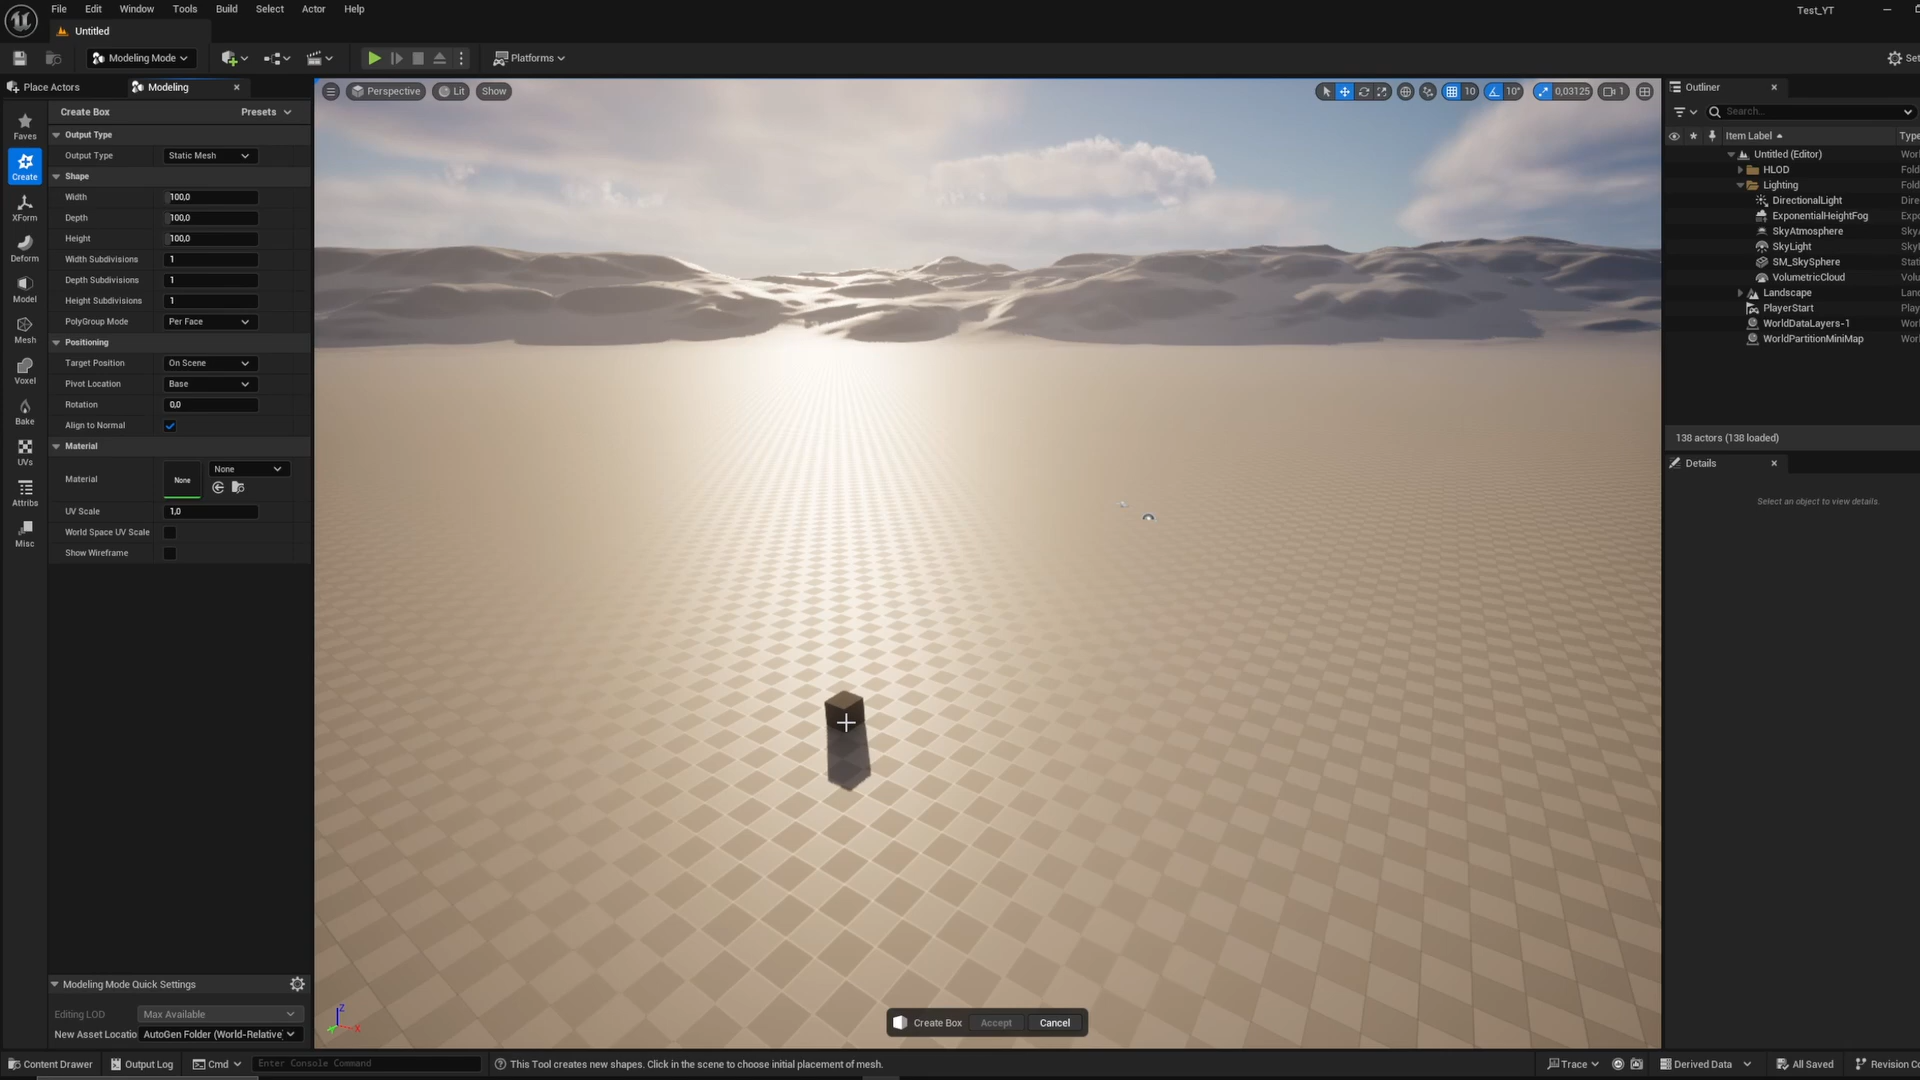 File Edit Window Tools Build Select Actor Help
Test_YT
Untitled
Modeling Mode
Platforms
Place Actors
Modeling
Perspective Lit Show
10 10° 0,03125 1
Outliner
Create Box Presets
Search...
Item Label
Faves
Output Type
Output Type Static Mesh
Untitled (Editor)
Create
Shape
HLOD
Lighting
Width 100,0
DirectionalLight
XForm
Depth 100,0
ExponentialHeightFog
Height 100,0
SkyAtmosphere
SkyLight
Deform
Width Subdivisions 1
SM_SkySphere
Depth Subdivisions 1
VolumetricCloud
Model
Height Subdivisions 1
Landscape
PlayerStart
PolyGroup Mode Per Face
WorldDataLayers-1
Mesh
Positioning
WorldPartitionMiniMap
Target Position On Scene
Voxel
Pivot Location Base
Rotation 0,0
Bake
Align to Normal
138 actors (138 loaded)
Material
UVs
Details
Material None None
Attribs
Select an object to view details.
UV Scale 1,0
World Space UV Scale
Misc
Show Wireframe
Modeling Mode Quick Settings
Editing LOD Max Available
Z
X
Create Box Accept Cancel
New Asset Locatio AutoGen Folder (World-Relative)
Content Drawer Output Log Cmd Enter Console Command This Tool creates new shapes. Click in the scene to choose initial placement of mesh. Trace Derived Data All Saved Revision